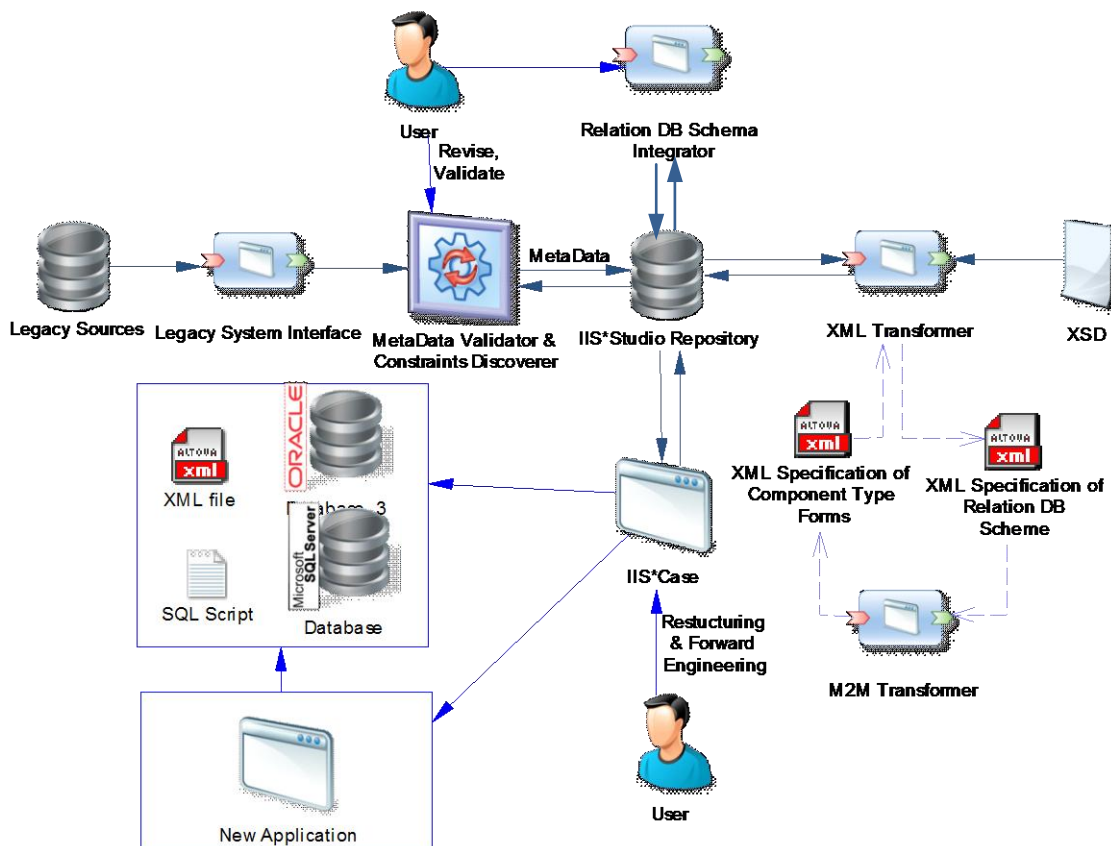 User
Revise,
Validate
Relation DB Schema
Integrator
MetaData
Legacy Sources
Legacy System Interface
MetaData Validator &
Constraints Discoverer
IIS*Studio Repository
XML Transformer
XSD
ALTOVA
xml
XML file
ORACLE
SQL Script
Microsoft
SQL Server
Database
IIS*Case
ALTOVA
xml
XML Specification of
Component Type
Forms
ALTOVA
xml
XML Specification of
Relation DB
Scheme
Restucturing
& Forward
Engineering
M2M Transformer
User
New Application